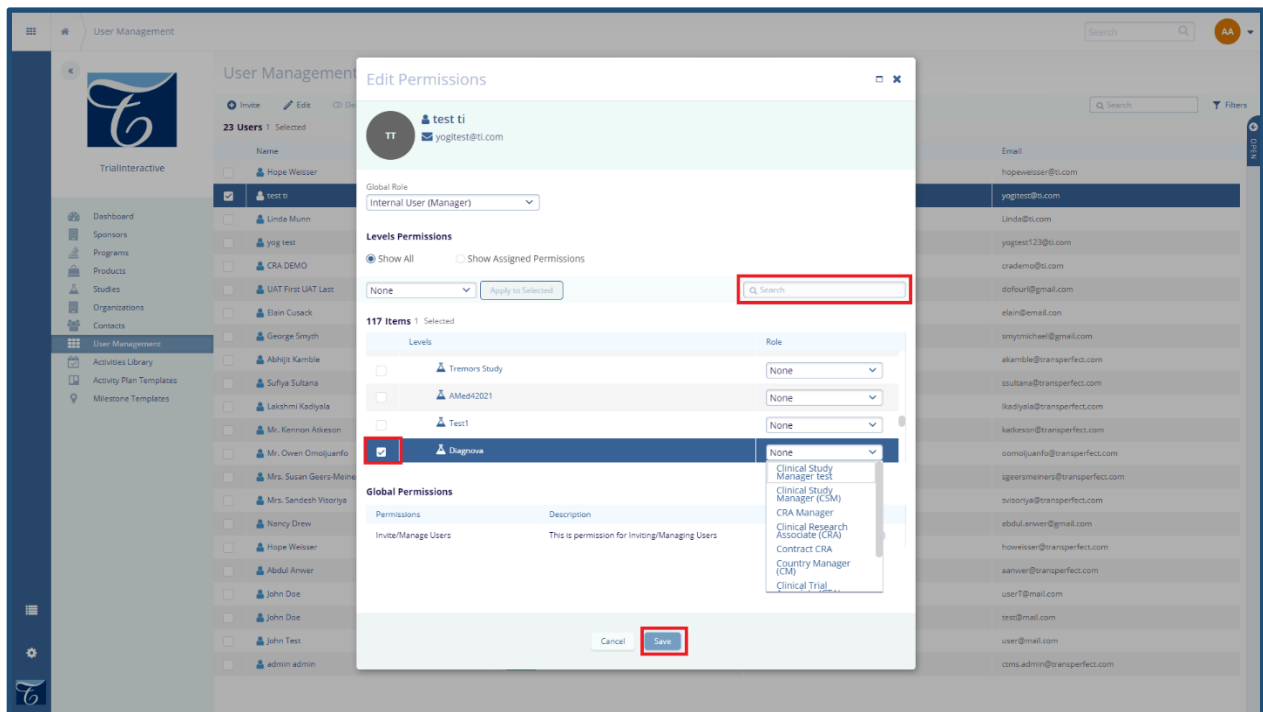 User Management
Search
AA
TrialInteractive
Dashboard
Sponsors
Programs
Products
Studies
Organizations
Contacts
User Management
Activities Library
Activity Plan Templates
Milestone Templates
User Management
Invite Edit
Search
Filters
OPEN
23 Users 1 Selected
Name
Email
Hope Weisser
hopeweisser@ti.com
test ti
yogitest@ti.com
Linda Munn
Linda@ti.com
yog test
yogtest123@ti.com
CRA DEMO
crademo@ti.com
UAT First UAT Last
dofouri@gmail.com
Elain Cusack
elain@email.con
George Smyth
smytmichael@gmail.com
Abhijit Kamble
akamble@transperfect.com
Sufiya Sultana
ssultana@transperfect.com
Lakshmi Kadiyala
lkadiyala@transperfect.com
Mr. Kennon Atkeson
katkeson@transperfect.com
Mr. Owen Omoljuanfo
oomoljuanfo@transperfect.com
Mrs. Susan Geers-Meine
sgeersmeiners@transperfect.com
Mrs. Sandesh Visoriya
svisoriya@transperfect.com
Nancy Drew
abdul.anwer@gmail.com
Hope Weisser
howeisser@transperfect.com
Abdul Anwer
aanwer@transperfect.com
John Doe
userT@mail.com
John Doe
test@mail.com
John Test
user@mail.com
admin admin
ctms.admin@transperfect.com
Edit Permissions
TT
test ti
yogitest@ti.com
Global Role
Internal User (Manager)
Levels Permissions
Show All Show Assigned Permissions
None Apply to Selected Search
117 Items 1 Selected
Levels Role
Tremors Study None
AMed42021 None
Test1 None
Diagnova None
Clinical Study
Manager test
Clinical Study
Manager (CSM)
CRA Manager
Clinical Research
Associate (CRA)
Contract CRA
Country Manager
(CM)
Clinical Trial
Global Permissions
Permissions Description
Invite/Manage Users This is permission for Inviting/Managing Users
Cancel Save